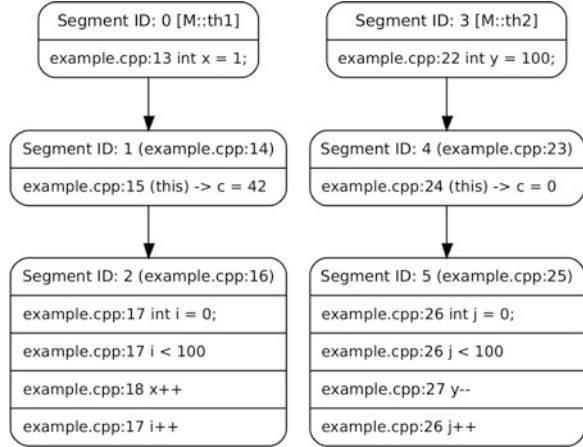 Segment ID: 0 [M::th1]
example.cpp:13 int x = 1;
Segment ID: 1 (example.cpp:14)
example.cpp:15 (this) -> c = 42
Segment ID: 2 (example.cpp:16)
example.cpp:17 int i = 0;
example.cpp:17 i < 100
example.cpp:18 x++
example.cpp:17 i++
Segment ID: 3 [M::th2]
example.cpp:22 int y = 100;
Segment ID: 4 (example.cpp:23)
example.cpp:24 (this) -> c = 0
Segment ID: 5 (example.cpp:25)
example.cpp:26 int j = 0;
example.cpp:26 j < 100
example.cpp:27 y--
example.cpp:26 j++